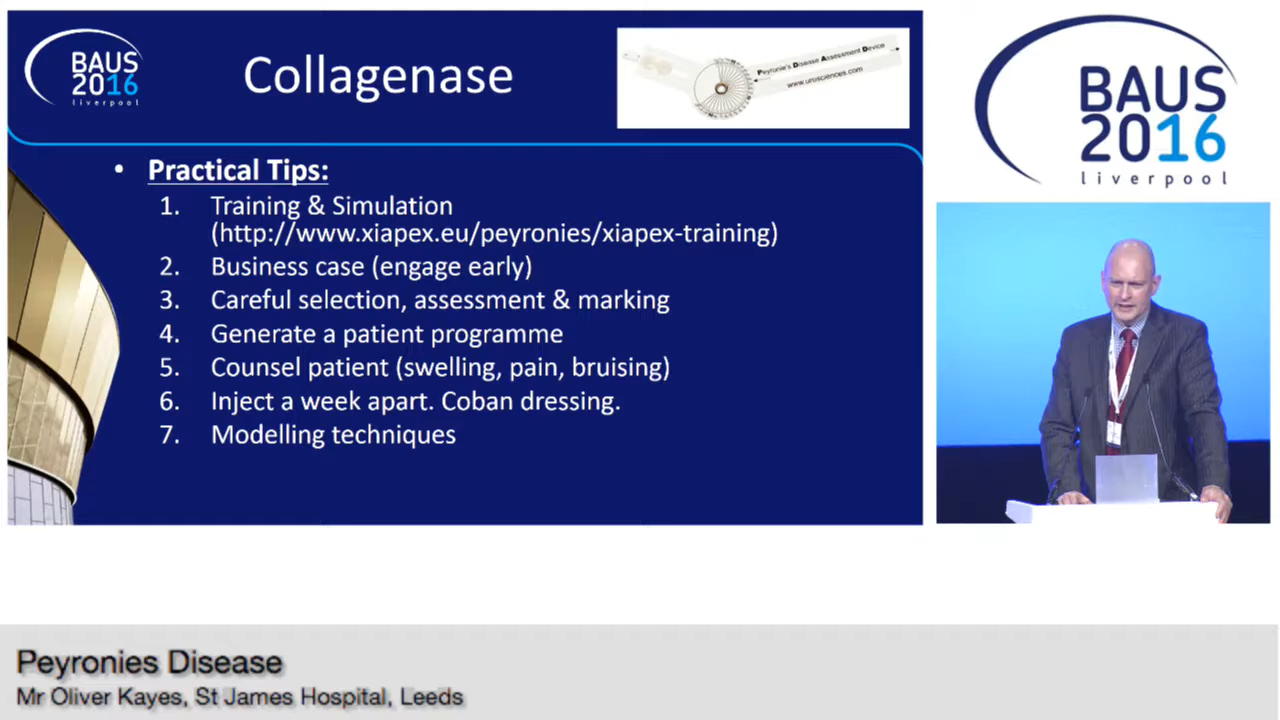 BAUS
2016
liverpool
Collagenase
Peyronie's Disease Assessment Device
www.urosciences.com
• Practical Tips:
1. Training & Simulation
(http://www.xiapex.eu/peyronies/xiapex-training)
2. Business case (engage early)
3. Careful selection, assessment & marking
4. Generate a patient programme
5. Counsel patient (swelling, pain, bruising)
6. Inject a week apart. Coban dressing.
7. Modelling techniques
BAUS
2016
liverpool
Peyronies Disease
Mr Oliver Kayes, St James Hospital, Leeds